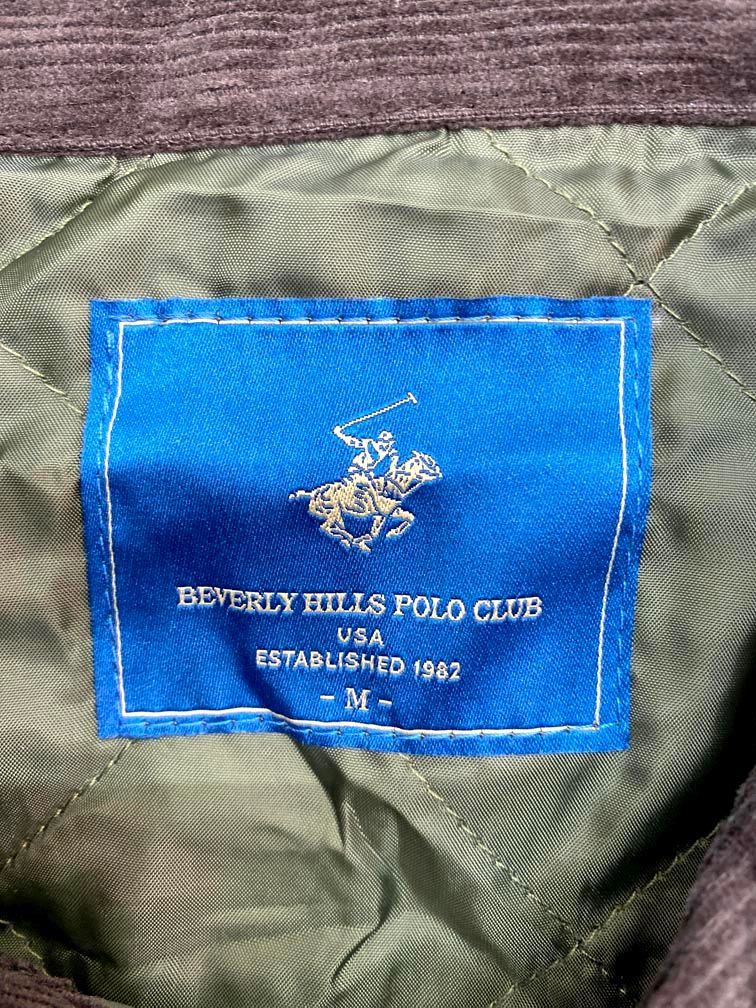 BEVERLY HILLS POLO CLUB
USA
ESTABLISHED 1982
- M -